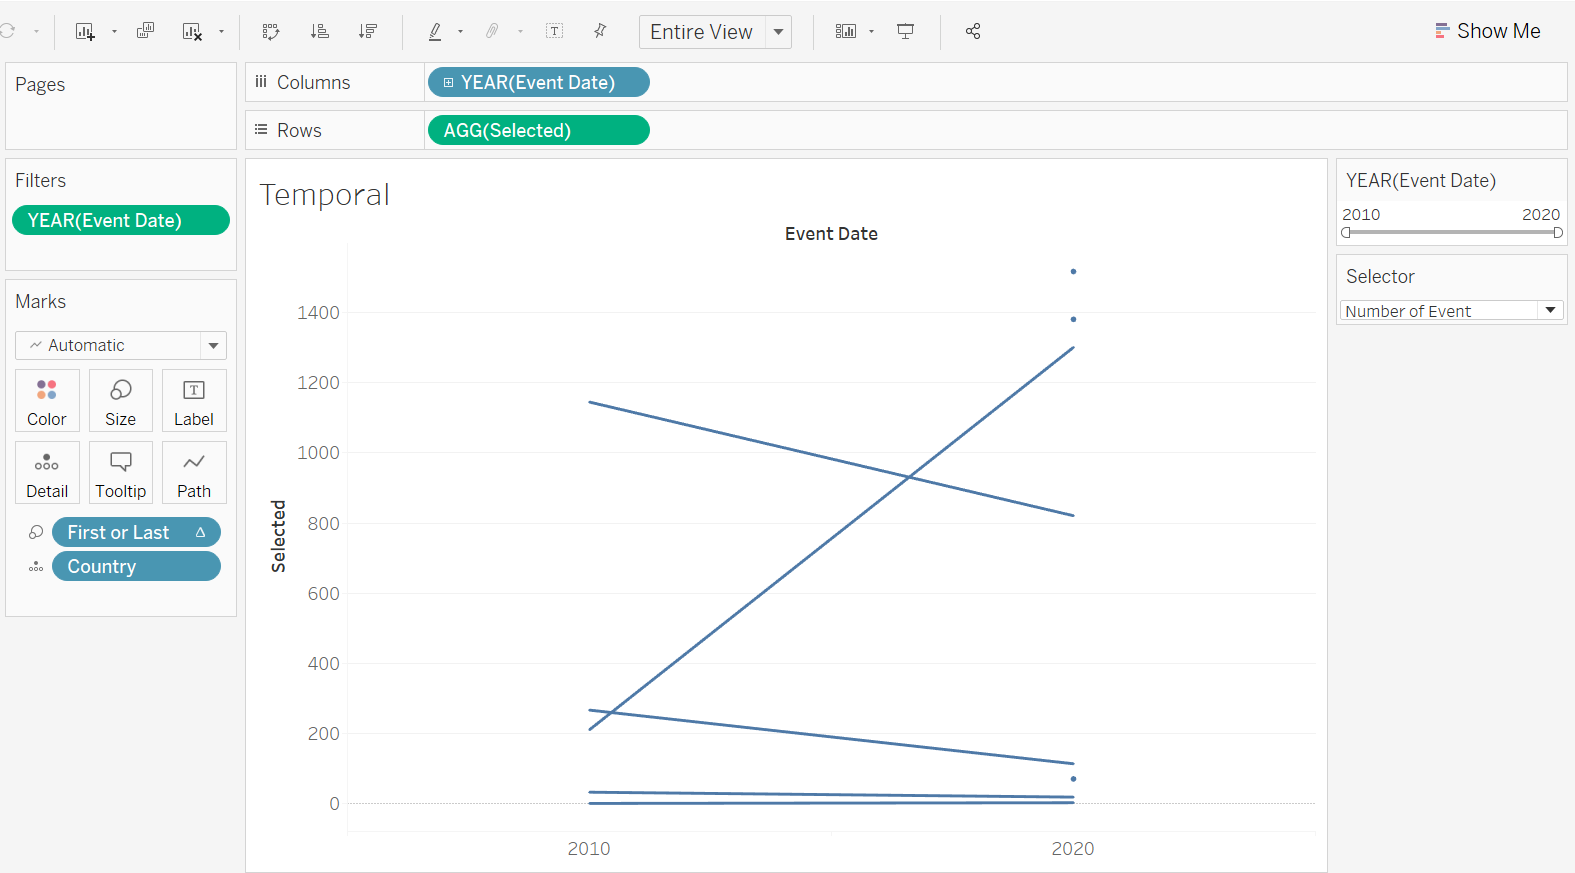 Entire View
Show Me
Pages
Columns
YEAR(Event Date)
Rows
AGG(Selected)
Filters
YEAR(Event Date)
Marks
Automatic
Color
Size
T
Label
Detail
Tooltip
Path
First or Last Δ
Country
Temporal
Event Date
Selected
1400
1200
1000
800
600
400
200
0
2010
2020
YEAR(Event Date)
2010
2020
Selector
Number of Event